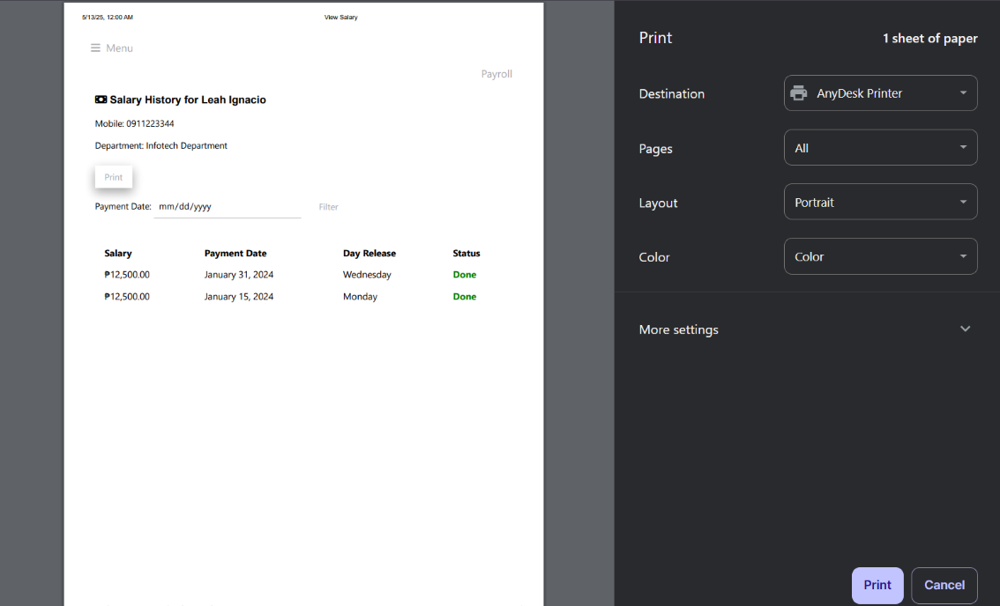 5/13/25, 12:00 AM View Salary
Menu
Payroll
Salary History for Leah Ignacio
Mobile: 0911223344
Department: Infotech Department
Print
Payment Date: mm/dd/yyyy Filter
Salary Payment Date Day Release Status
₱12,500.00 January 31, 2024 Wednesday Done
₱12,500.00 January 15, 2024 Monday Done
Print 1 sheet of paper
Destination AnyDesk Printer
Pages All
Layout Portrait
Color Color
More settings
Print Cancel